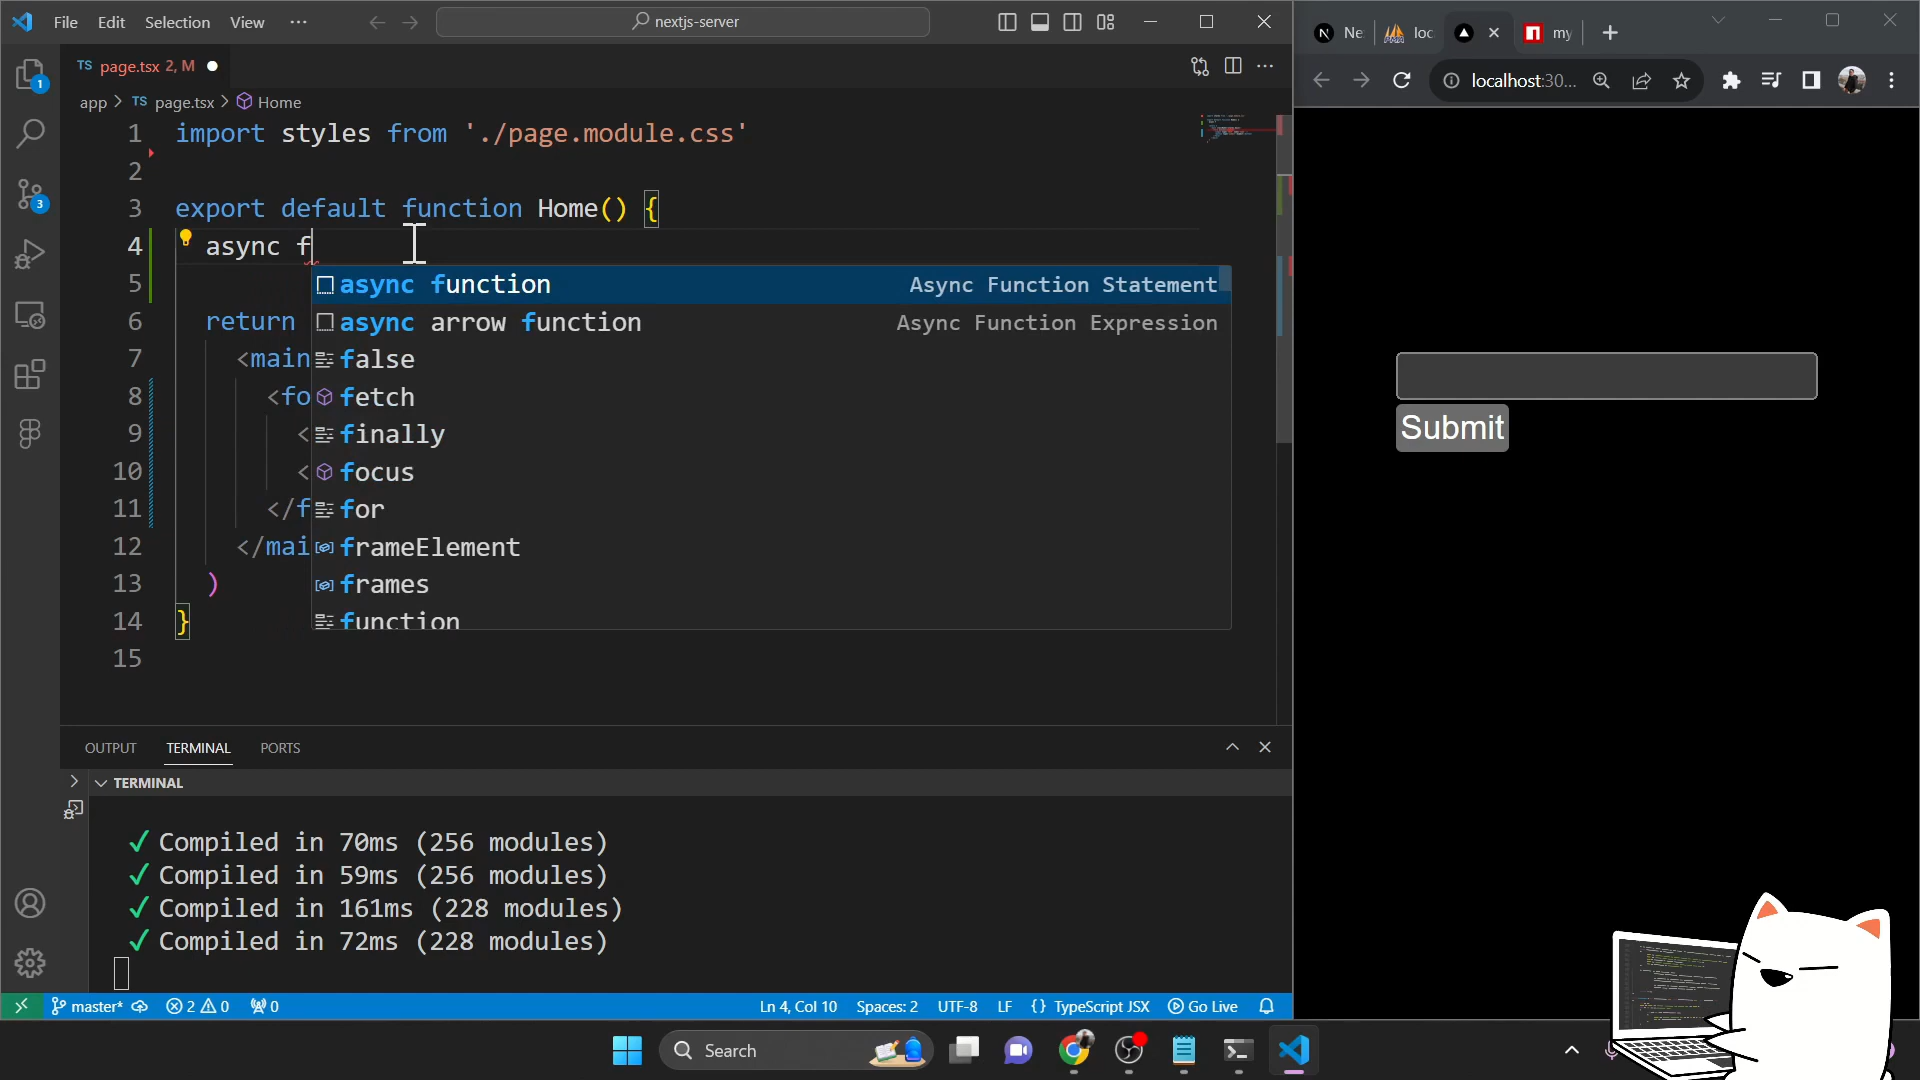 File Edit Selection View ··· nextjs-server
TS page.tsx 2, M
app > TS page.tsx > Home
1 import styles from './page.module.css'
2
3 export default function Home() {
4 async f
5
6 return
7 <main
8 <fo
9 <
10 <
11 </f
12 </mai
13 )
14 }
15
async function Async Function Statement
async arrow function Async Function Expression
false
fetch
finally
focus
for
frameElement
frames
function
OUTPUT TERMINAL PORTS
TERMINAL
✓ Compiled in 70ms (256 modules)
✓ Compiled in 59ms (256 modules)
✓ Compiled in 161ms (228 modules)
✓ Compiled in 72ms (228 modules)
1
3
master* 2 0 0 Ln 4, Col 10 Spaces: 2 UTF-8 LF {} TypeScript JSX Go Live
N Ne loc my
localhost:30...
Submit
Search